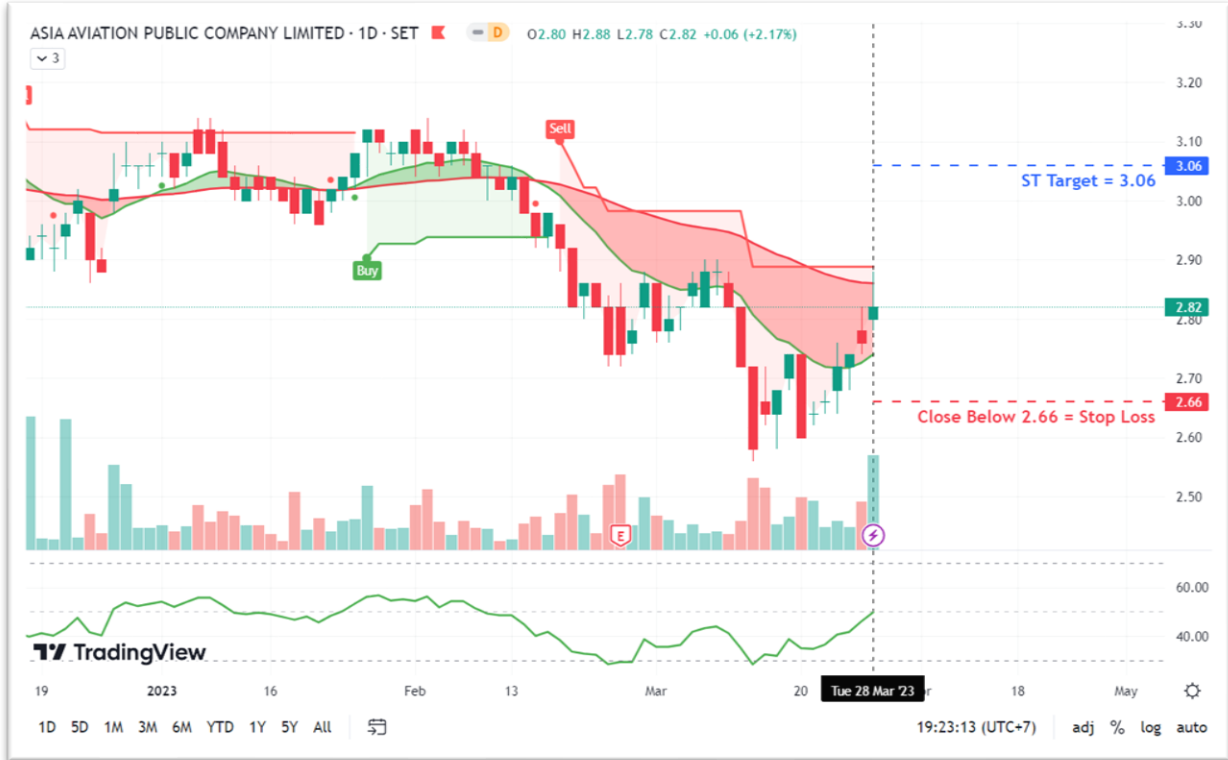 ASIA AVIATION PUBLIC COMPANY LIMITED · 1D · SET D O2.80 H2.88 L2.78 C2.82 +0.06 (+2.17%)
3
3.30
3.20
3.10
3.06
3.00
2.90
2.82
2.80
2.70
2.66
2.60
2.50
Sell
Buy
ST Target = 3.06
Close Below 2.66 = Stop Loss
E
60.00
40.00
TradingView
19 2023 16 Feb 13 Mar 20 Tue 28 Mar '23 18 May
1D 5D 1M 3M 6M YTD 1Y 5Y All 19:23:13 (UTC+7) adj % log auto